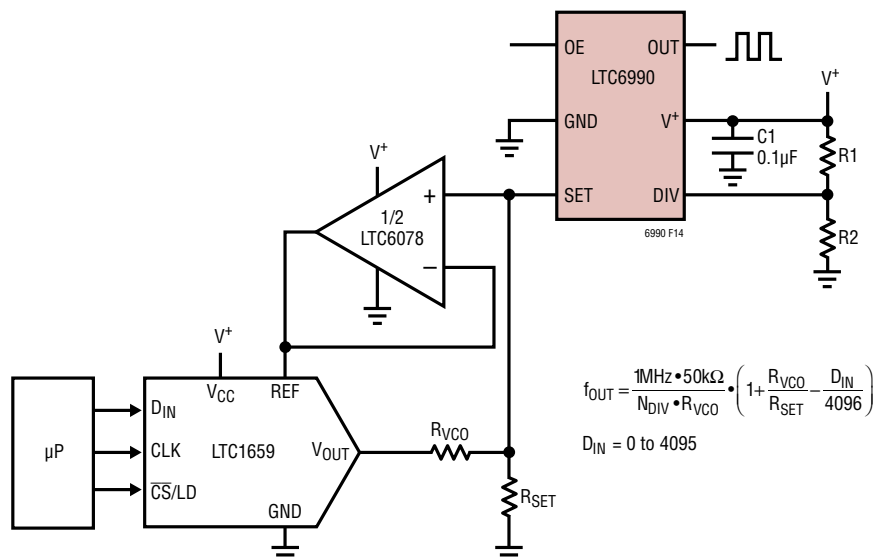 OE
OUT
LTC6990
V+
GND
V+
C1
0.1µF
R1
V+
+
SET
DIV
1/2
LTC6078
R2
6990 F14
−
V+
VCC
REF
fOUT = 1MHz•50kΩ / NDIV•RVCO • (1 + RVCO / RSET − DIN / 4096)
DIN
RVCO
DIN = 0 to 4095
µP
CLK
LTC1659
VOUT
CS/LD
RSET
GND